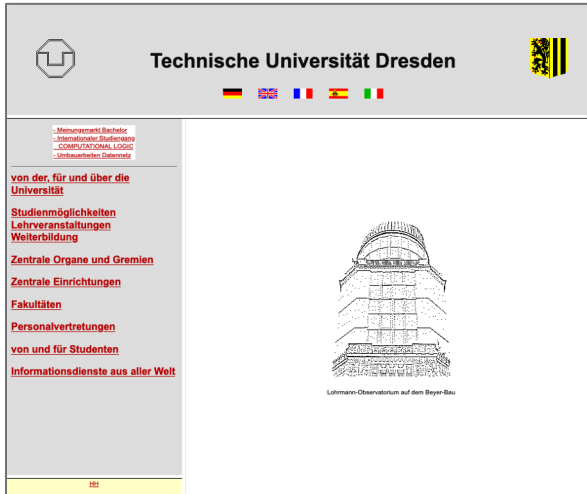 Technische Universität Dresden
- Meinungsmarkt Bachelor
- Internationaler Studiengang
COMPUTATIONAL LOGIC
- Umbauarbeiten Datennetz
von der, für und über die
Universität
Studienmöglichkeiten
Lehrveranstaltungen
Weiterbildung
Zentrale Organe und Gremien
Zentrale Einrichtungen
Fakultäten
Personalvertretungen
von und für Studenten
Informationsdienste aus aller Welt
Lohrmann-Observatorium auf dem Beyer-Bau
HH